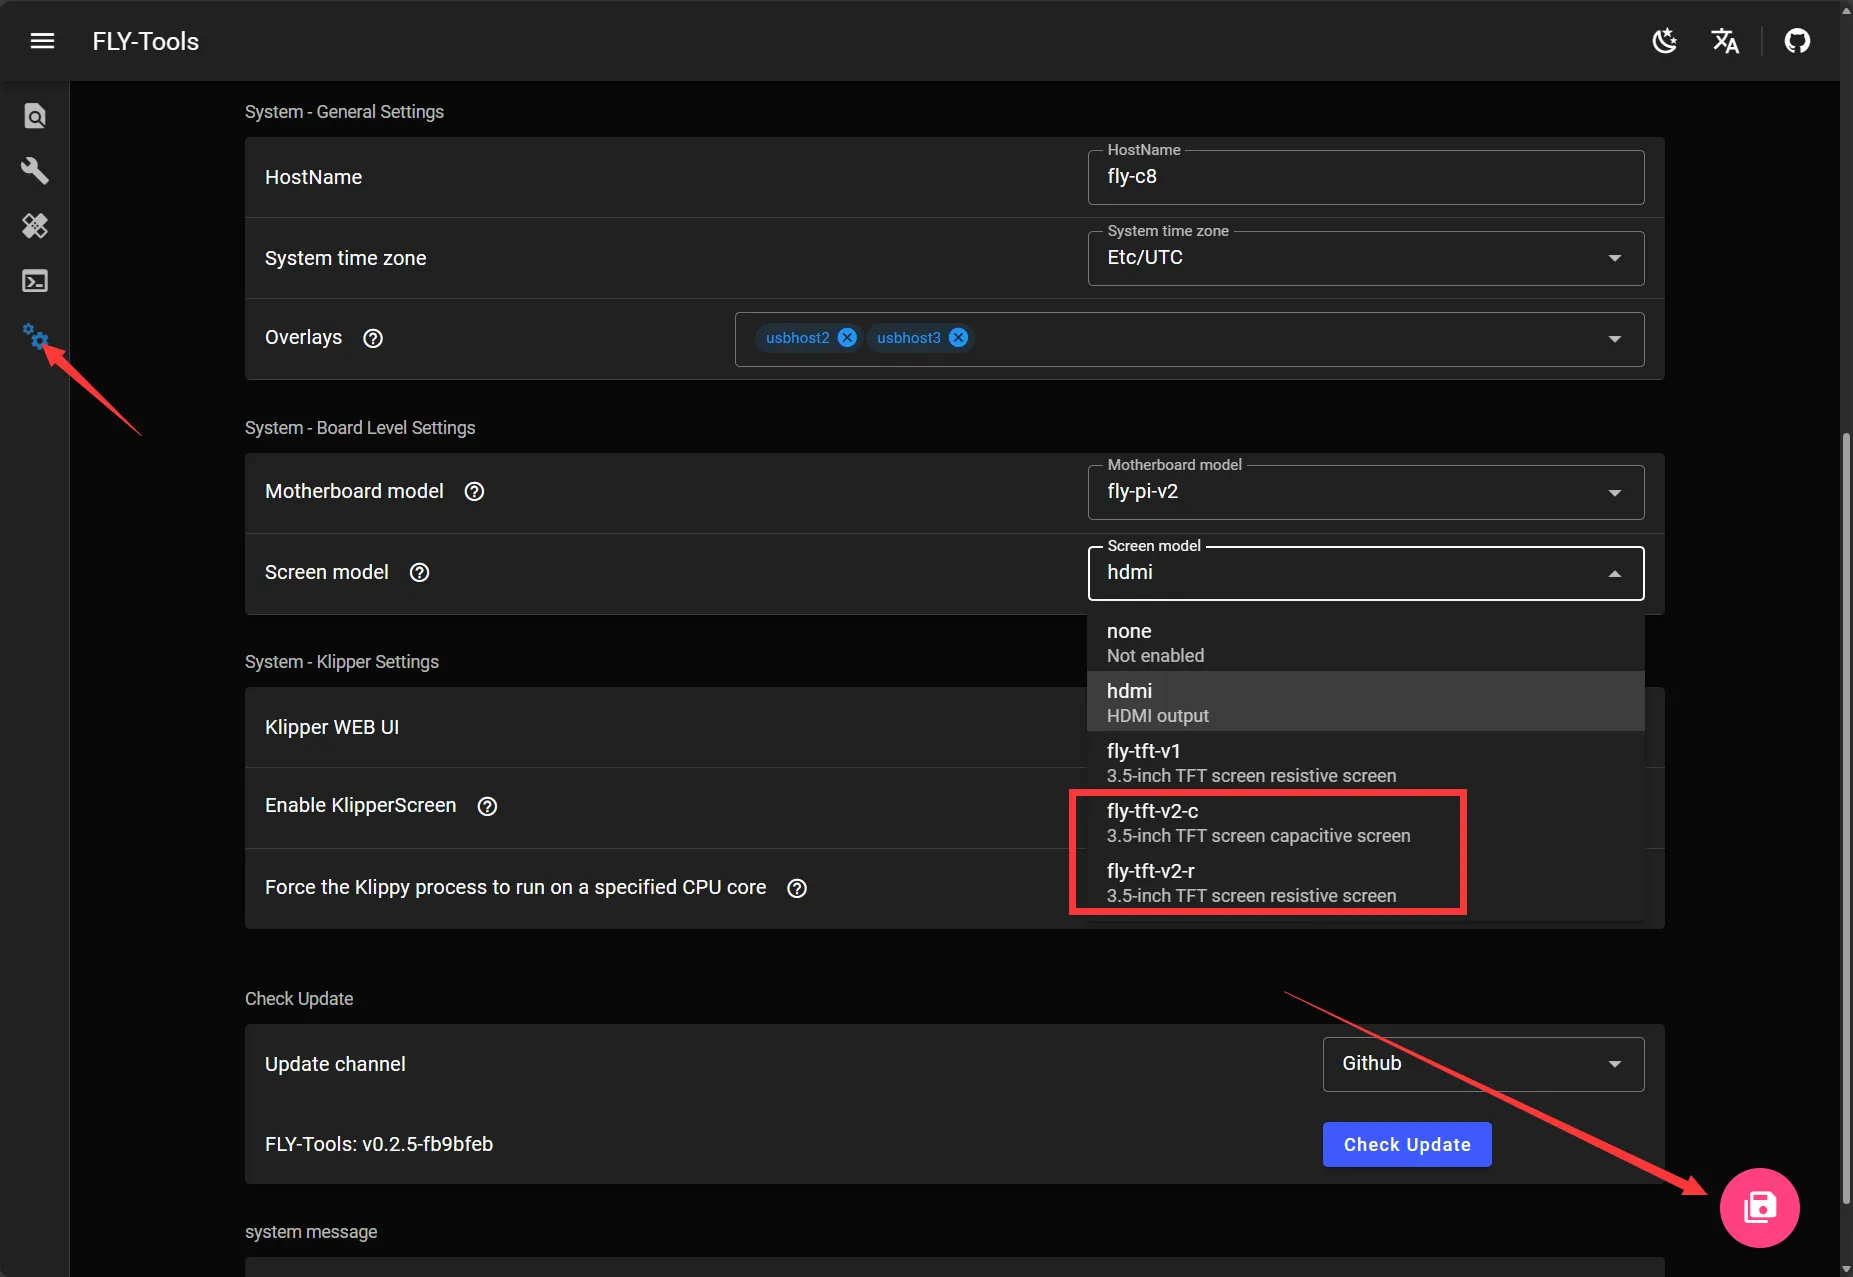 FLY-Tools
System - General Settings
HostName
HostName
fly-c8
System time zone
System time zone
Etc/UTC
Overlays
usbhost2
usbhost3
System - Board Level Settings
Motherboard model
Motherboard model
fly-pi-v2
Screen model
Screen model
hdmi
none
Not enabled
hdmi
HDMI output
fly-tft-v1
3.5-inch TFT screen resistive screen
fly-tft-v2-c
3.5-inch TFT screen capacitive screen
fly-tft-v2-r
3.5-inch TFT screen resistive screen
System - Klipper Settings
Klipper WEB UI
Enable KlipperScreen
Force the Klippy process to run on a specified CPU core
Check Update
Update channel
Github
FLY-Tools: v0.2.5-fb9bfeb
Check Update
system message